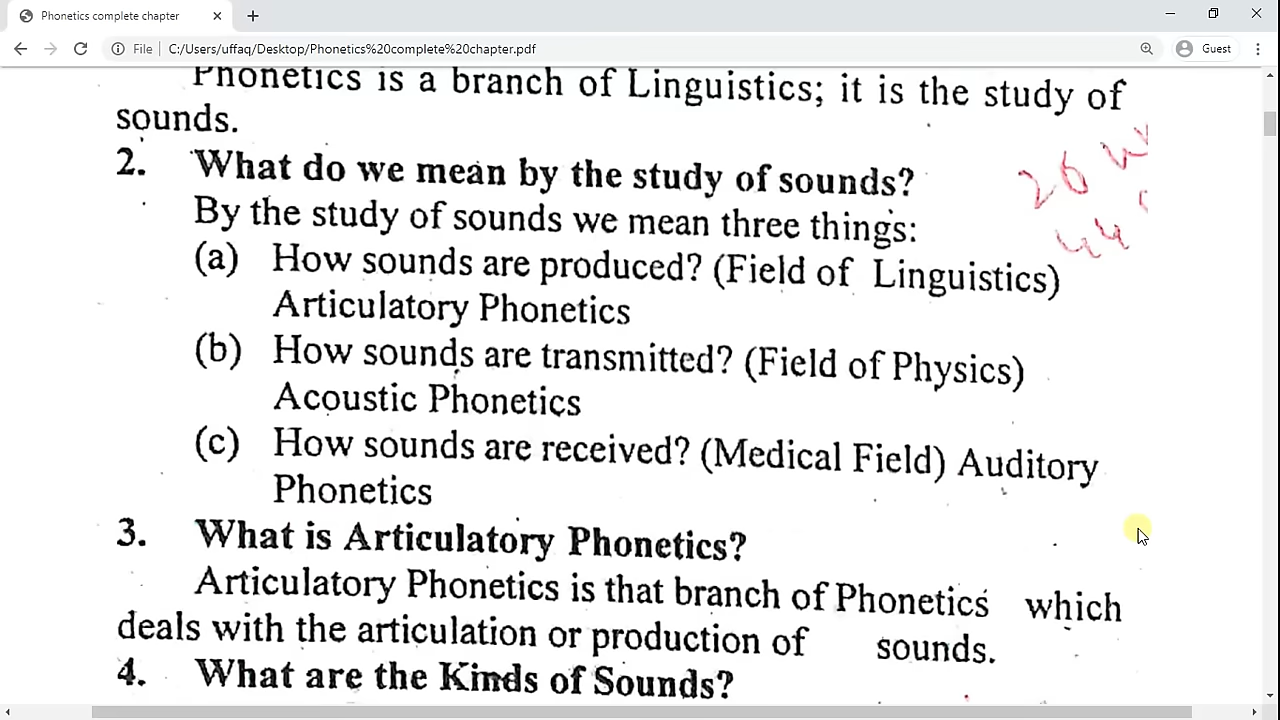 Phonetics complete chapter
File C:/Users/uffaq/Desktop/Phonetics%20complete%20chapter.pdf Guest
Phonetics is a branch of Linguistics; it is the study of
sounds.
2. What do we mean by the study of sounds?
By the study of sounds we mean three things:
(a) How sounds are produced? (Field of Linguistics)
Articulatory Phonetics
(b) How sounds are transmitted? (Field of Physics)
Acoustic Phonetics
(c) How sounds are received? (Medical Field) Auditory
Phonetics
3. What is Articulatory Phonetics?
Articulatory Phonetics is that branch of Phonetics which
deals with the articulation or production of sounds.
4. What are the Kinds of Sounds?
26
44